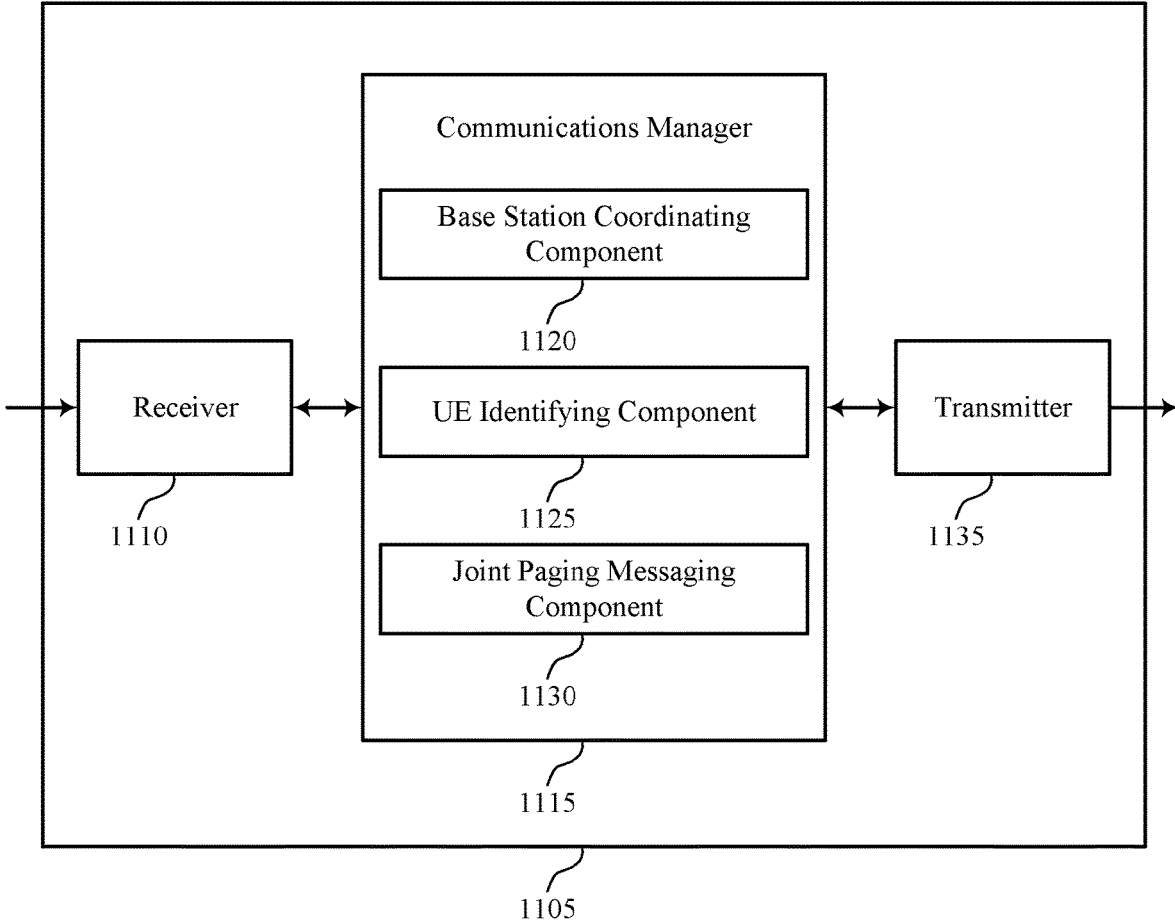 Communications Manager
Base Station Coordinating
Component
1120
Receiver
1110
UE Identifying Component
1125
Transmitter
1135
Joint Paging Messaging
Component
1130
1115
1105